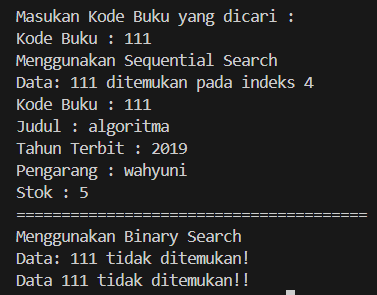 Masukan Kode Buku yang dicari :
Kode Buku : 111
Menggunakan Sequential Search
Data: 111 ditemukan pada indeks 4
Kode Buku : 111
Judul : algoritma
Tahun Terbit : 2019
Pengarang : wahyuni
Stok : 5
=======================================
Menggunakan Binary Search
Data: 111 tidak ditemukan!
Data 111 tidak ditemukan!!